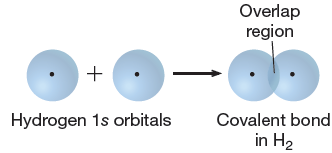 Overlap
region
+
Hydrogen 1s orbitals
Covalent bond
in H₂